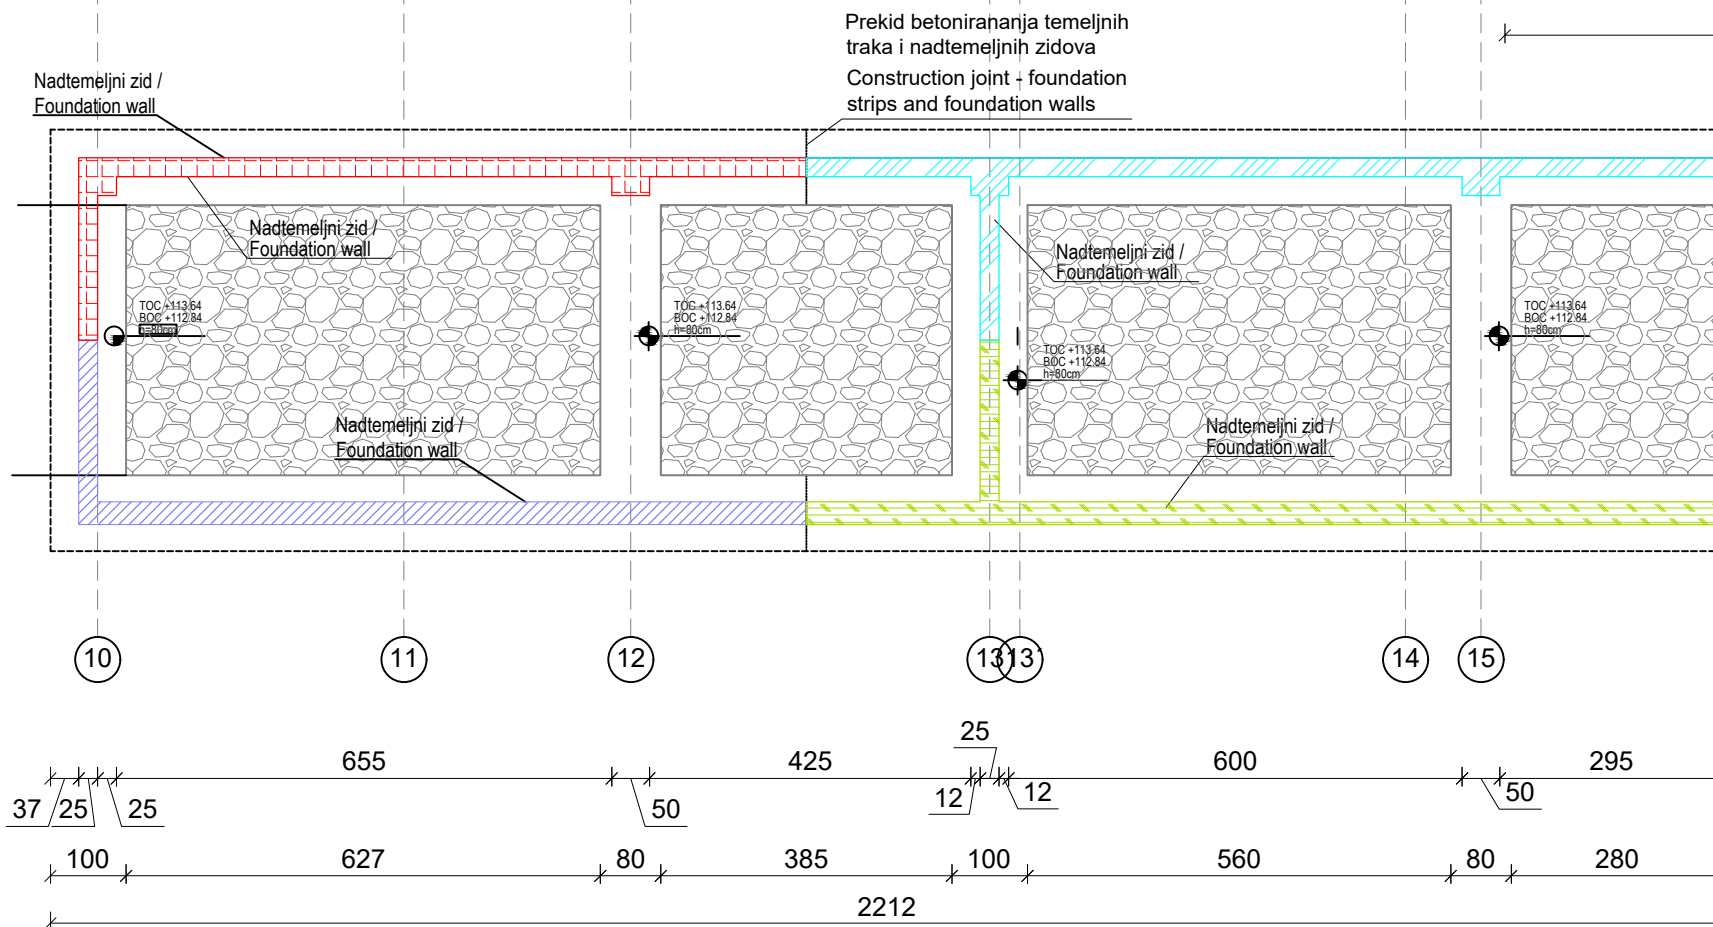 Prekid betonirananja temeljnih
traka i nadtemeljnih zidova
Construction joint - foundation
strips and foundation walls
Nadtemeljni zid /
Foundation wall
Nadtemeljni zid /
Foundation wall
Nadtemeljni zid /
Foundation wall
TOC +113.64
BOC +112.84
h=80cm
TOC +113.64
BOC +112.84
h=80cm
TOC +113.64
BOC +112.84
h=80cm
TOC +113.64
BOC +112.84
h=80cm
Nadtemeljni zid /
Foundation wall
Nadtemeljni zid /
Foundation wall
10 11 12 13 13' 14 15
25
655 425 600 295
37 25 25 50 12 12 50
100 627 80 385 100 560 80 280
2212